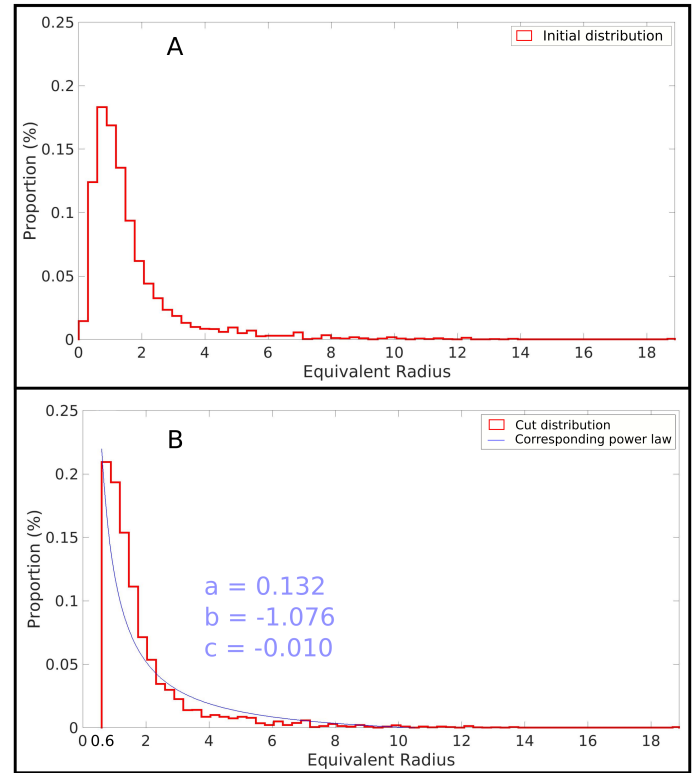 A
Initial distribution
Proportion (%)
0.25
0.2
0.15
0.1
0.05
0
0 2 4 6 8 10 12 14 16 18
Equivalent Radius
B
Cut distribution
Corresponding power law
Proportion (%)
0.25
0.2
0.15
0.1
0.05
0
a = 0.132
b = -1.076
c = -0.010
0 0.6 2 4 6 8 10 12 14 16 18
Equivalent Radius